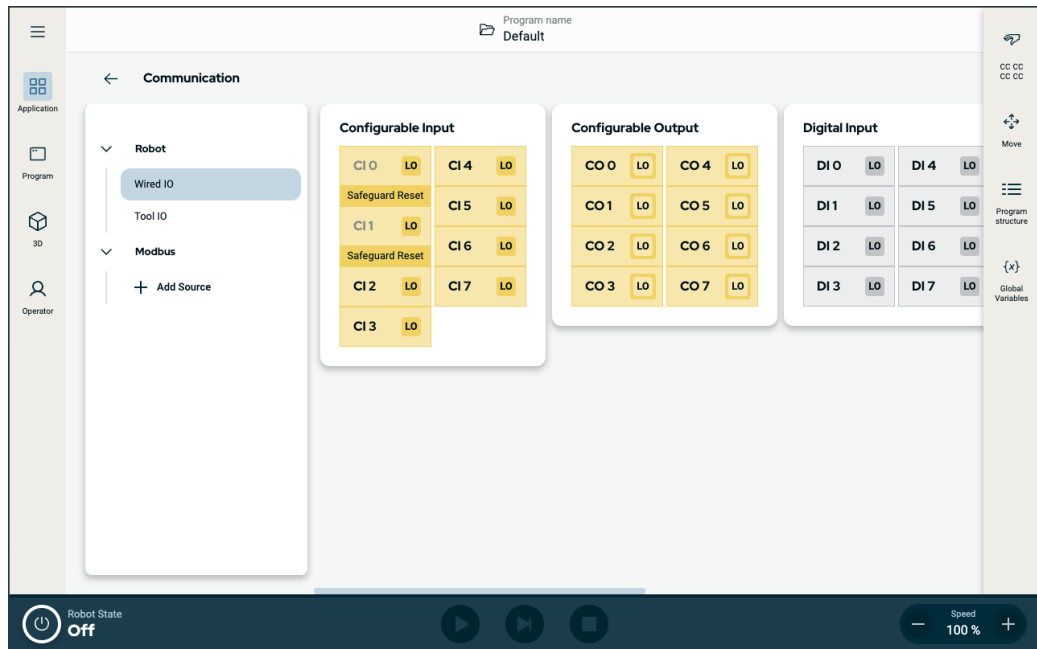 Program name
Default
Application
Program
3D
Operator
Communication
Robot
Wired IO
Tool IO
Modbus
Add Source
Configurable Input
CI 0 LO CI 4 LO
Safeguard Reset
CI 1 LO CI 5 LO
Safeguard Reset
CI 6 LO
CI 2 LO CI 7 LO
CI 3 LO
Configurable Output
CO 0 LO CO 4 LO
CO 1 LO CO 5 LO
CO 2 LO CO 6 LO
CO 3 LO CO 7 LO
Digital Input
DI 0 LO DI 4 LO
DI 1 LO DI 5 LO
DI 2 LO DI 6 LO
DI 3 LO DI 7 LO
CC CC
CC CC
Move
Program
structure
{x}
Global
Variables
Robot State
Off
Speed
100 %